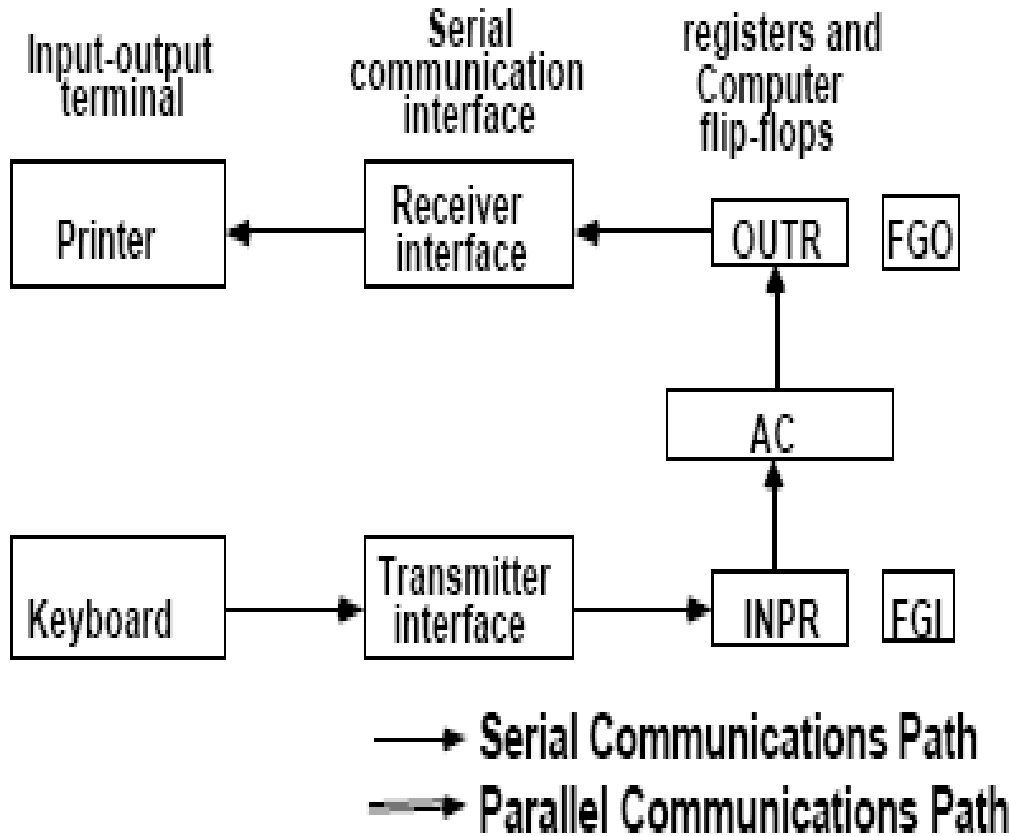 Input-output
terminal
Serial
communication
interface
registers and
Computer
flip-flops
Printer
Receiver
interface
OUTR
FGO
AC
Keyboard
Transmitter
interface
INPR
FGI
Serial Communications Path
Parallel Communications Path